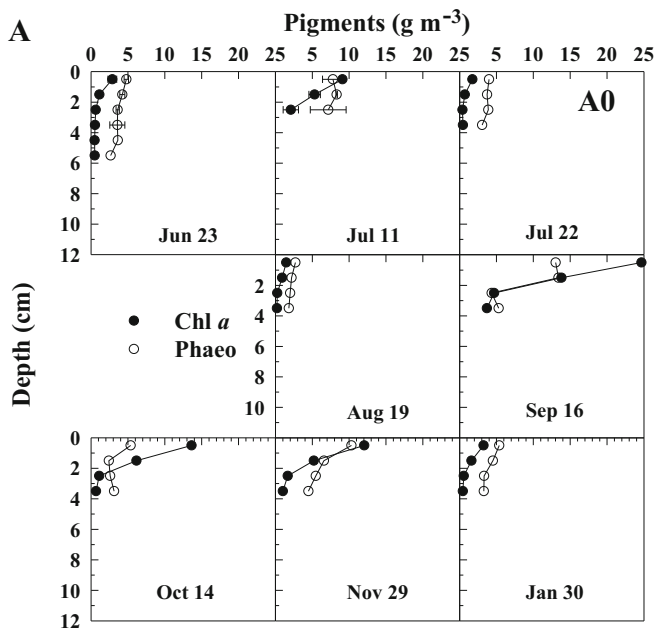 A
Pigments (g m-3)
0 5 10 15 20 25 5 10 15 20 25 5 10 15 20 25
0
2
4
6
8
10
12
Jun 23
Jul 11
A0
Jul 22
Depth (cm)
Chl a
Phaeo
2
4
6
8
10
Aug 19
Sep 16
0
2
4
6
8
10
12
Oct 14
Nov 29
Jan 30